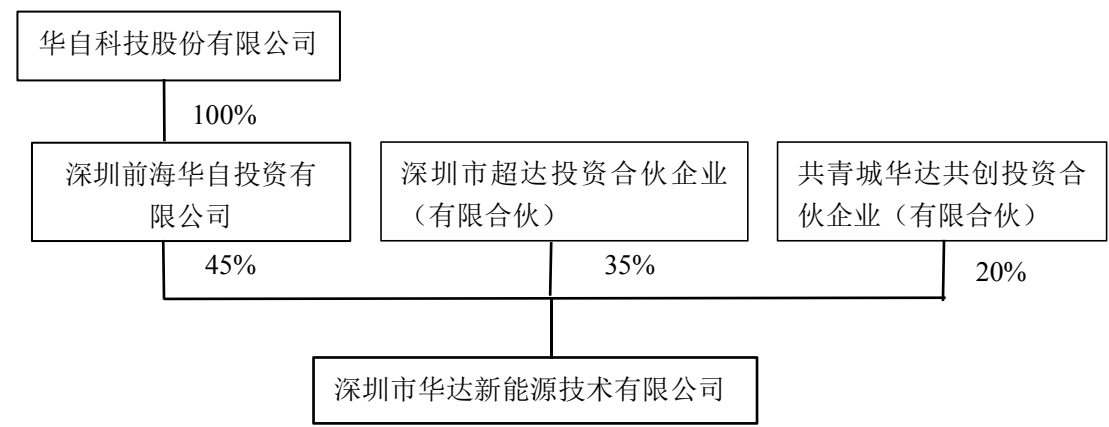 华自科技股份有限公司
100%
深圳前海华自投资有
限公司
深圳市超达投资合伙企业
（有限合伙）
共青城华达共创投资合
伙企业（有限合伙）
45%
35%
20%
深圳市华达新能源技术有限公司